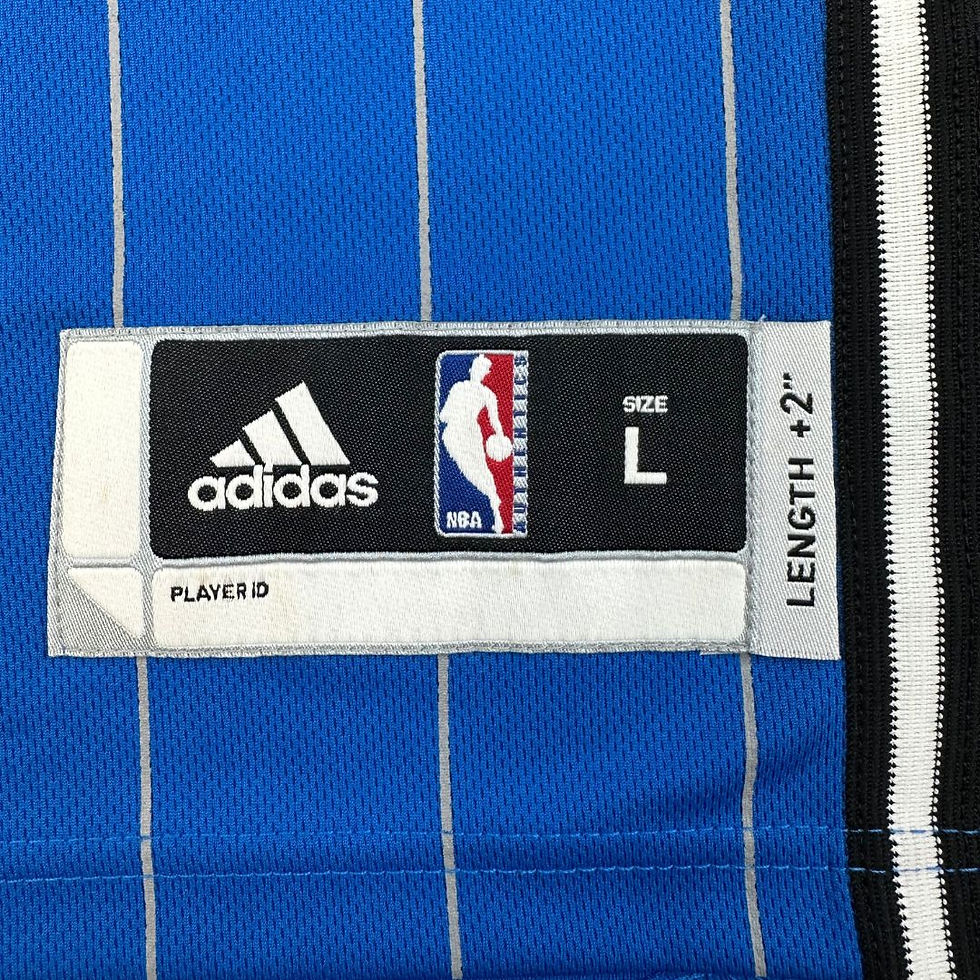 adidas
NBA
AUTHENTICS
SIZE
L
LENGTH +2"
PLAYER ID